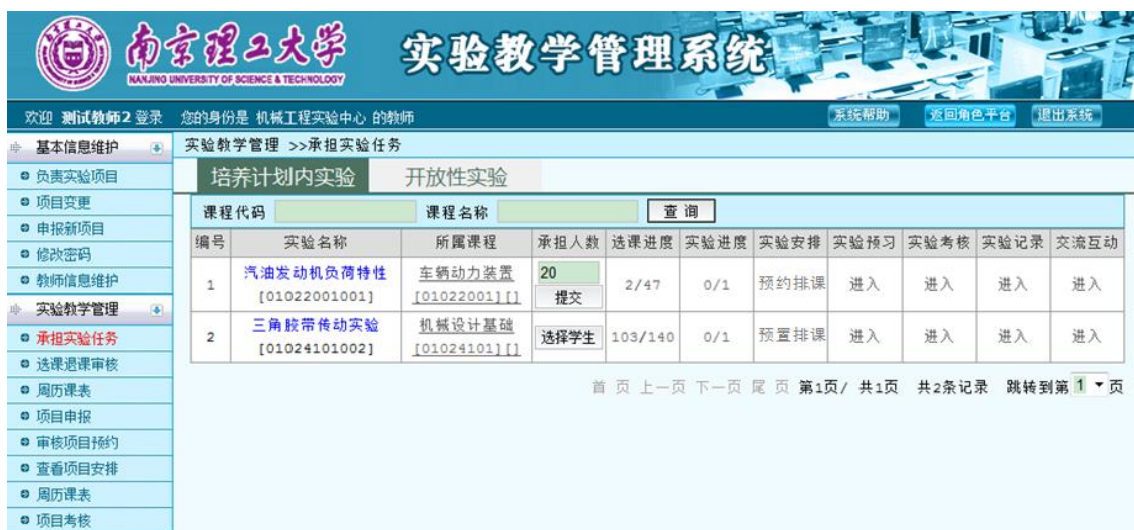 南京理工大学 实验教学管理系统
NANJING UNIVERSITY OF SCIENCE & TECHNOLOGY
欢迎 测试教师2 登录 您的身份是 机械工程实验中心 的教师 系统帮助 返回角色平台 退出系统
基本信息维护
负责实验项目
项目变更
申报新项目
修改密码
教师信息维护
实验教学管理
承担实验任务
选课退课审核
周历课表
项目申报
审核项目预约
查看项目安排
周历课表
项目考核
实验教学管理 >>承担实验任务
培养计划内实验 开放性实验
课程代码 课程名称 查 询
编号 实验名称 所属课程 承担人数 选课进度 实验进度 实验安排 实验预习 实验考核 实验记录 交流互动
1 汽油发动机负荷特性 [01022001001] 车辆动力装置 [01022001][] 20 提交 2/47 0/1 预约排课 进入 进入 进入 进入
2 三角胶带传动实验 [01024101002] 机械设计基础 [01024101][] 选择学生 103/140 0/1 预置排课 进入 进入 进入 进入
首 页 上一页 下一页 尾 页 第1页/ 共1页 共2条记录 跳转到第 1 页